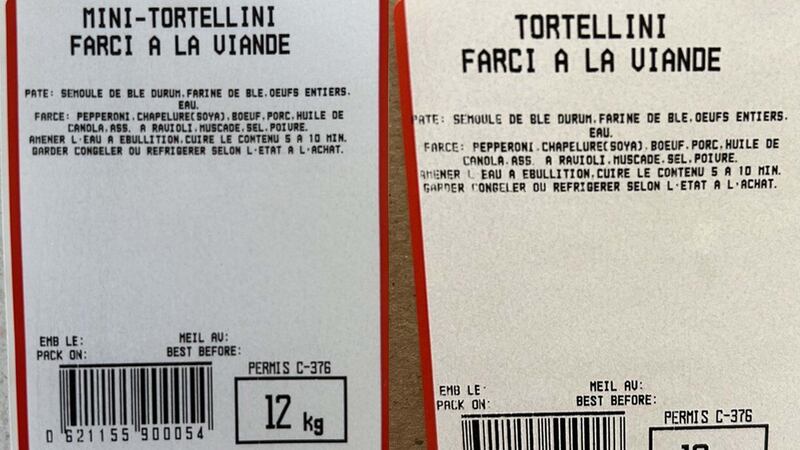 MINI-TORTELLINI
FARCI A LA VIANDE
PATE: SEMOULE DE BLE DURUM.FARINE DE BLE.OEUFS ENTIERS.
EAU.
FARCE: PEPPERONI.CHAPELURE(SOYA).BOEUF.PORC.HUILE DE
CANOLA.ASS. A RAVIOLI.MUSCADE.SEL.POIVRE.
AMENER L'EAU A EBULLITION.CUIRE LE CONTENU 5 A 10 MIN.
GARDER CONGELER OU REFRIGERER SELON L'ETAT A L'ACHAT.
EMB LE:
PACK ON:
MEIL AV:
BEST BEFORE:
PERMIS C-376
12 kg
0 621155 900054
TORTELLINI
FARCI A LA VIANDE
PATE: SEMOULE DE BLE DURUM.FARINE DE BLE.OEUFS ENTIERS.
EAU.
FARCE: PEPPERONI.CHAPELURE(SOYA).BOEUF.PORC.HUILE DE
CANOLA.ASS. A RAVIOLI.MUSCADE.SEL.POIVRE.
AMENER L'EAU A EBULLITION.CUIRE LE CONTENU 5 A 10 MIN.
GARDER CONGELER OU REFRIGERER SELON L'ETAT A L'ACHAT.
EMB LE:
PACK ON:
MEIL AU:
BEST BEFORE:
PERMIS C-376